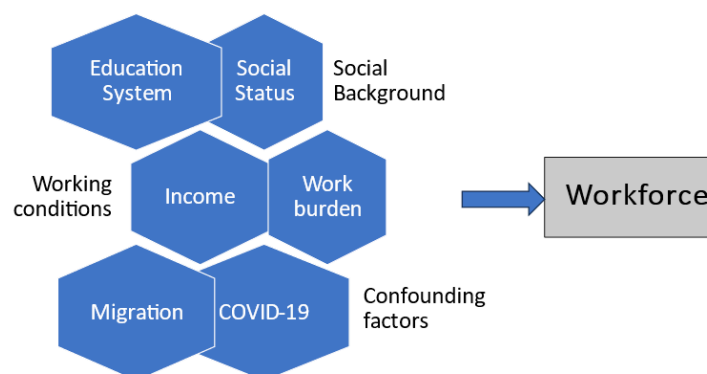 Education
System
Social
Status
Social
Background
Working
conditions
Income
Work
burden
Workforce
Migration
COVID-19
Confounding
factors